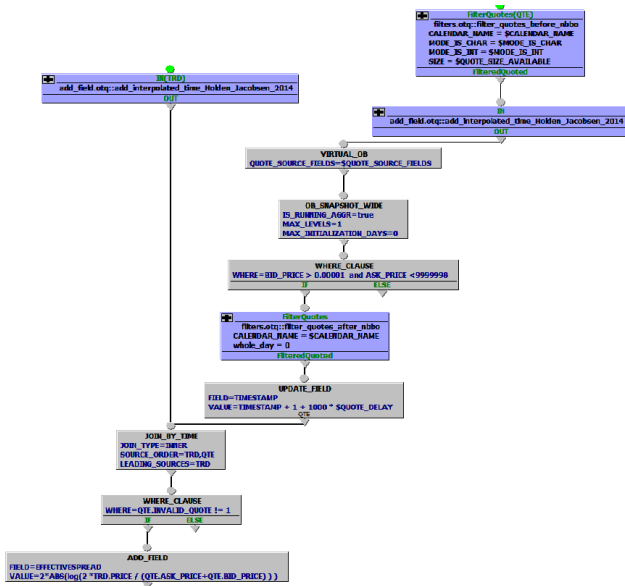 FilterQuotes(QTE)
filters.otq::filter_quotes_before_nbbo
CALENDAR_NAME = $CALENDAR_NAME
MODE_IS_CHAR = $MODE_IS_CHAR
MODE_IS_INT = $MODE_IS_INT
SIZE = $QUOTE_SIZE_AVAILABLE
FilteredQuoted
IN(TRD)
add_field.otq::add_interpolated_time_Holden_Jacobsen_2014
OUT
IN
add_field.otq::add_interpolated_time_Holden_Jacobsen_2014
OUT
VIRTUAL_OB
QUOTE_SOURCE_FIELDS=$QUOTE_SOURCE_FIELDS
OB_SNAPSHOT_WIDE
IS_RUNNING_AGGR=true
MAX_LEVELS=1
MAX_INITIALIZATION_DAYS=0
WHERE_CLAUSE
WHERE=BID_PRICE > 0.00001 and ASK_PRICE <9999998
IF ELSE
FilterQuotes
filters.otq::filter_quotes_after_nbbo
CALENDAR_NAME = $CALENDAR_NAME
whole_day = 0
FilteredQuoted
UPDATE_FIELD
FIELD=TIMESTAMP
VALUE=TIMESTAMP + 1 + 1000 * $QUOTE_DELAY
QTE
JOIN_BY_TIME
JOIN_TYPE=INNER
SOURCE_ORDER=TRD,QTE
LEADING_SOURCES=TRD
WHERE_CLAUSE
WHERE=QTE.INVALID_QUOTE != 1
IF ELSE
ADD_FIELD
FIELD=EFFECTIVESPREAD
VALUE=2*ABS(log(2 *TRD.PRICE / (QTE.ASK_PRICE+QTE.BID_PRICE) ) )